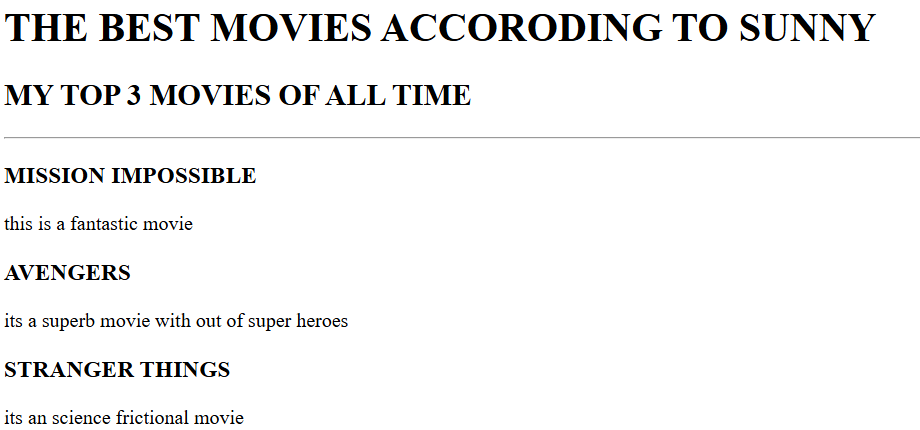 THE BEST MOVIES ACCORODING TO SUNNY
MY TOP 3 MOVIES OF ALL TIME
MISSION IMPOSSIBLE
this is a fantastic movie
AVENGERS
its a superb movie with out of super heroes
STRANGER THINGS
its an science frictional movie